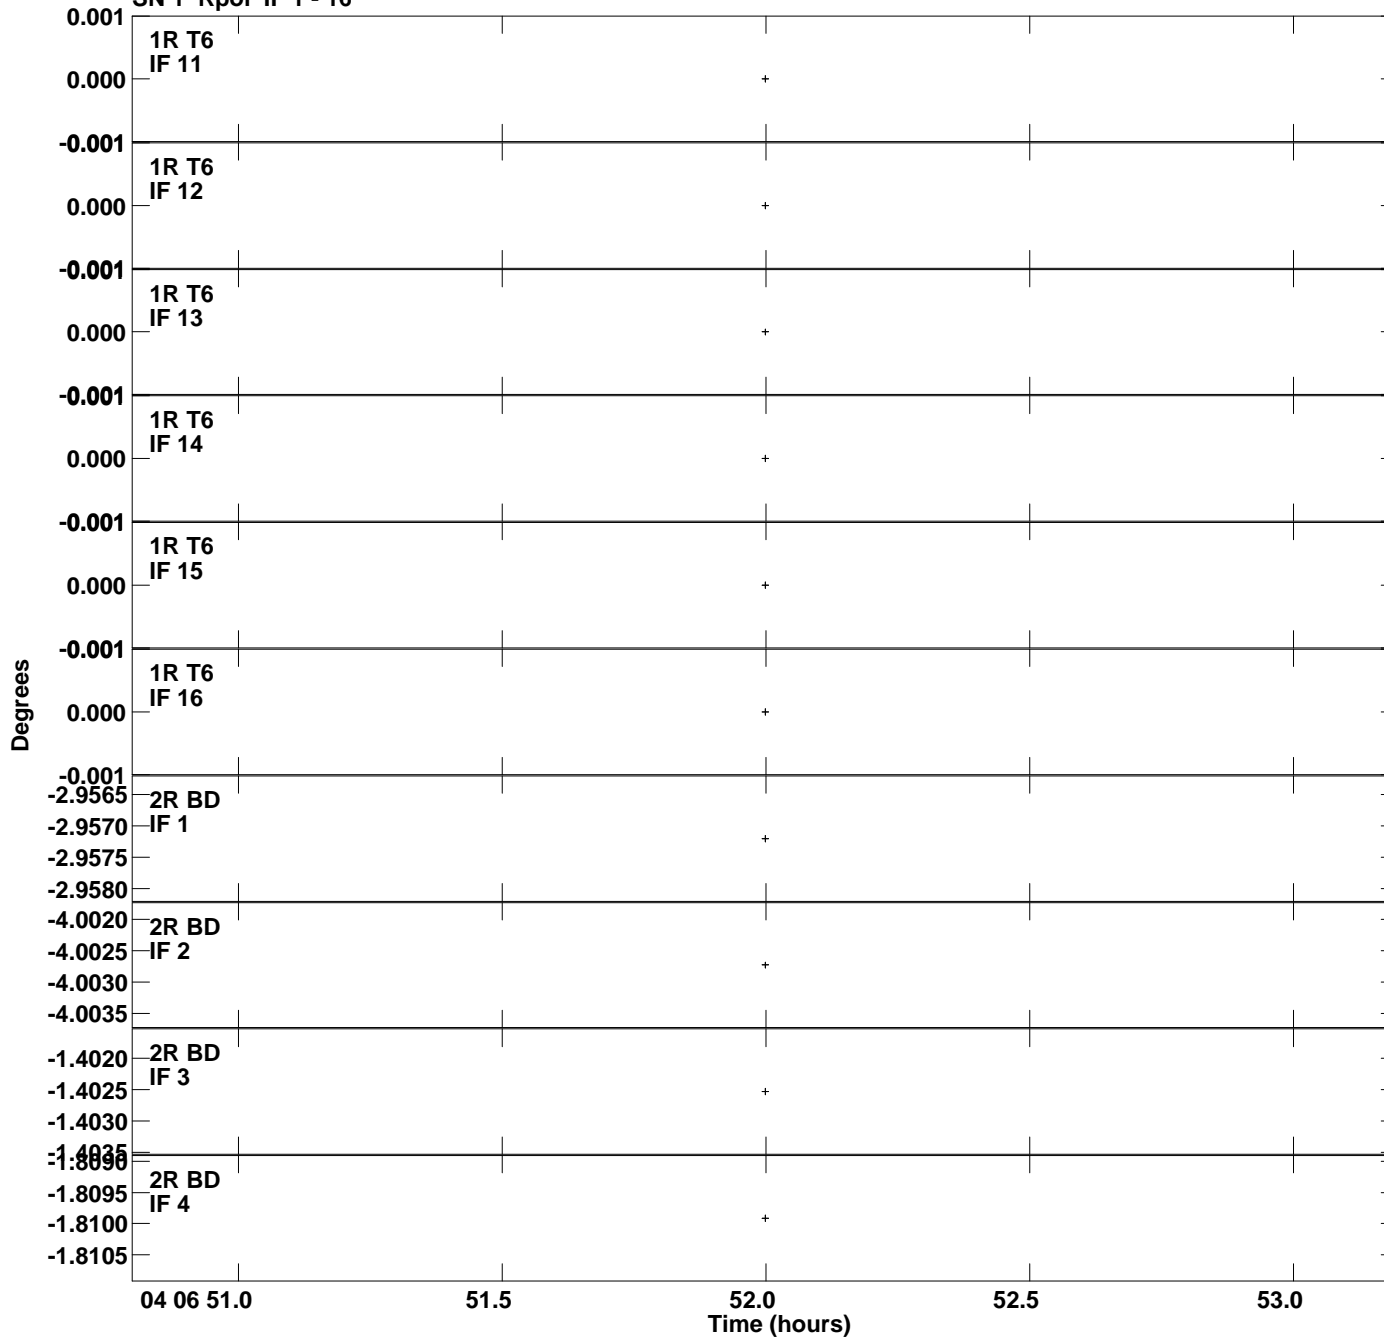 SN 1 Rpol IF 1 - 16
0.001
1R T6
IF 11
0.000
-0.001
1R T6
IF 12
0.000
-0.001
1R T6
IF 13
0.000
-0.001
1R T6
IF 14
0.000
-0.001
1R T6
IF 15
0.000
-0.001
1R T6
IF 16
0.000
-0.001
Degrees
-2.9565
2R BD
IF 1
-2.9570
-2.9575
-2.9580
-4.0020
2R BD
IF 2
-4.0025
-4.0030
-4.0035
-1.4020
2R BD
IF 3
-1.4025
-1.4030
-1.4035
-1.8090
2R BD
IF 4
-1.8095
-1.8100
-1.8105
04 06 51.0 51.5 52.0 52.5 53.0
Time (hours)